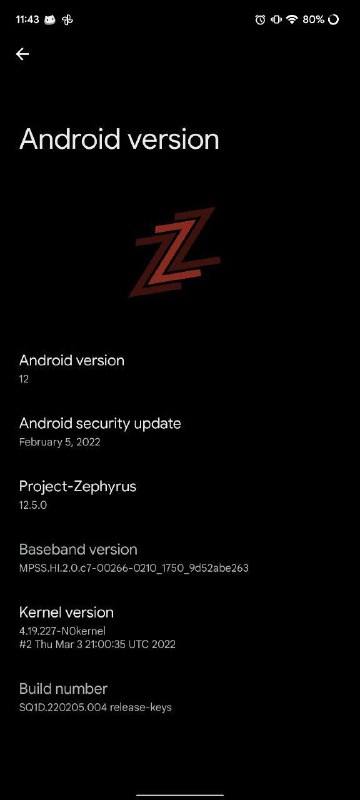 11:43 80%
Android version
Android version
12
Android security update
February 5, 2022
Project-Zephyrus
12.5.0
Baseband version
MPSS.HI.2.0.c7-00266-0210_1750_9d52abe263
Kernel version
4.19.227-N0kernel
#2 Thu Mar 3 21:00:35 UTC 2022
Build number
SQ1D.220205.004 release-keys